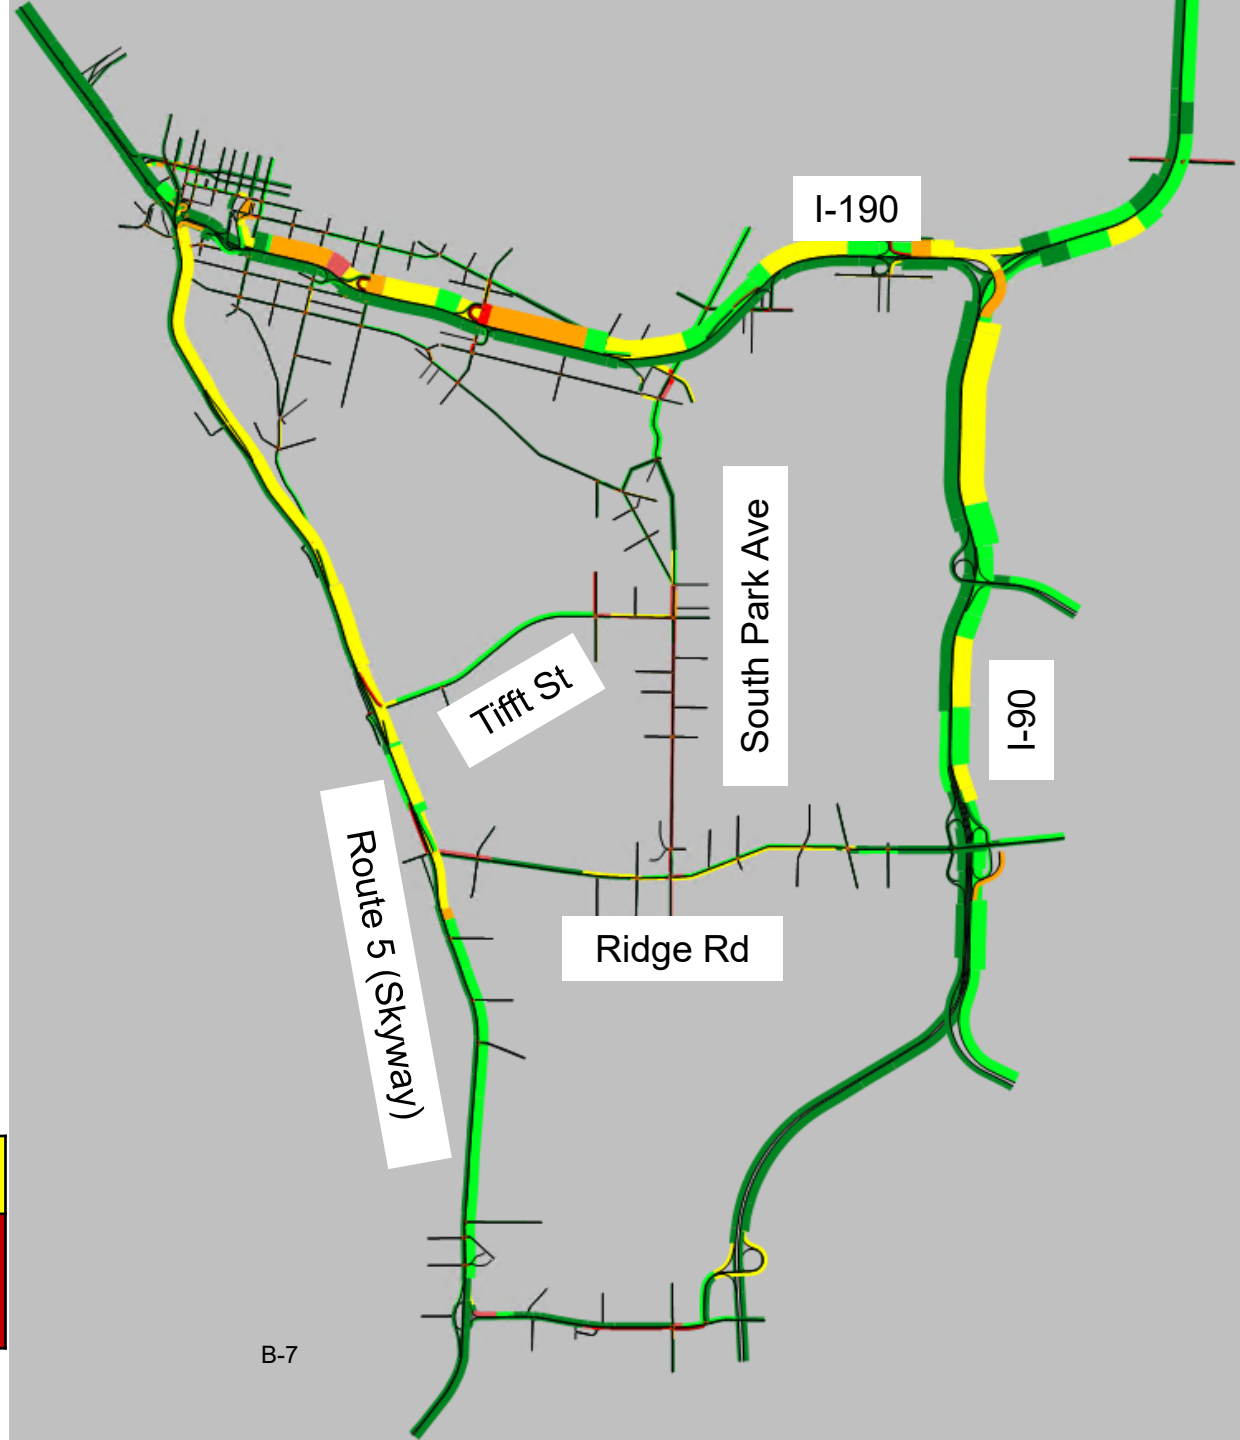 I-190
South Park Ave
Tifft St
I-90
Route 5 (Skyway)
Ridge Rd
B-7